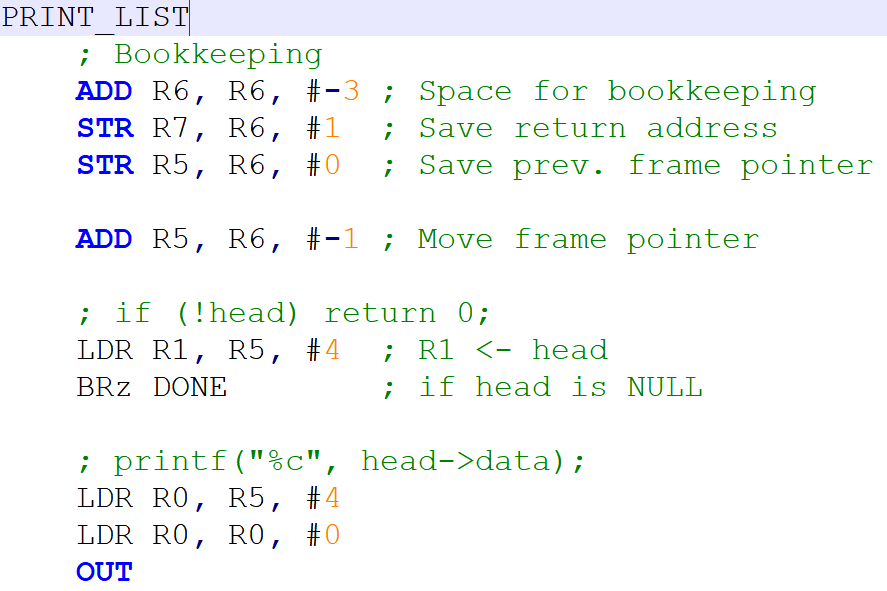 PRINT_LIST
; Bookkeeping
ADD R6, R6, #-3 ; Space for bookkeeping
STR R7, R6, #1 ; Save return address
STR R5, R6, #0 ; Save prev. frame pointer
ADD R5, R6, #-1 ; Move frame pointer
; if (!head) return 0;
LDR R1, R5, #4 ; R1 <- head
BRz DONE ; if head is NULL
; printf("%c", head->data);
LDR R0, R5, #4
LDR R0, R0, #0
OUT